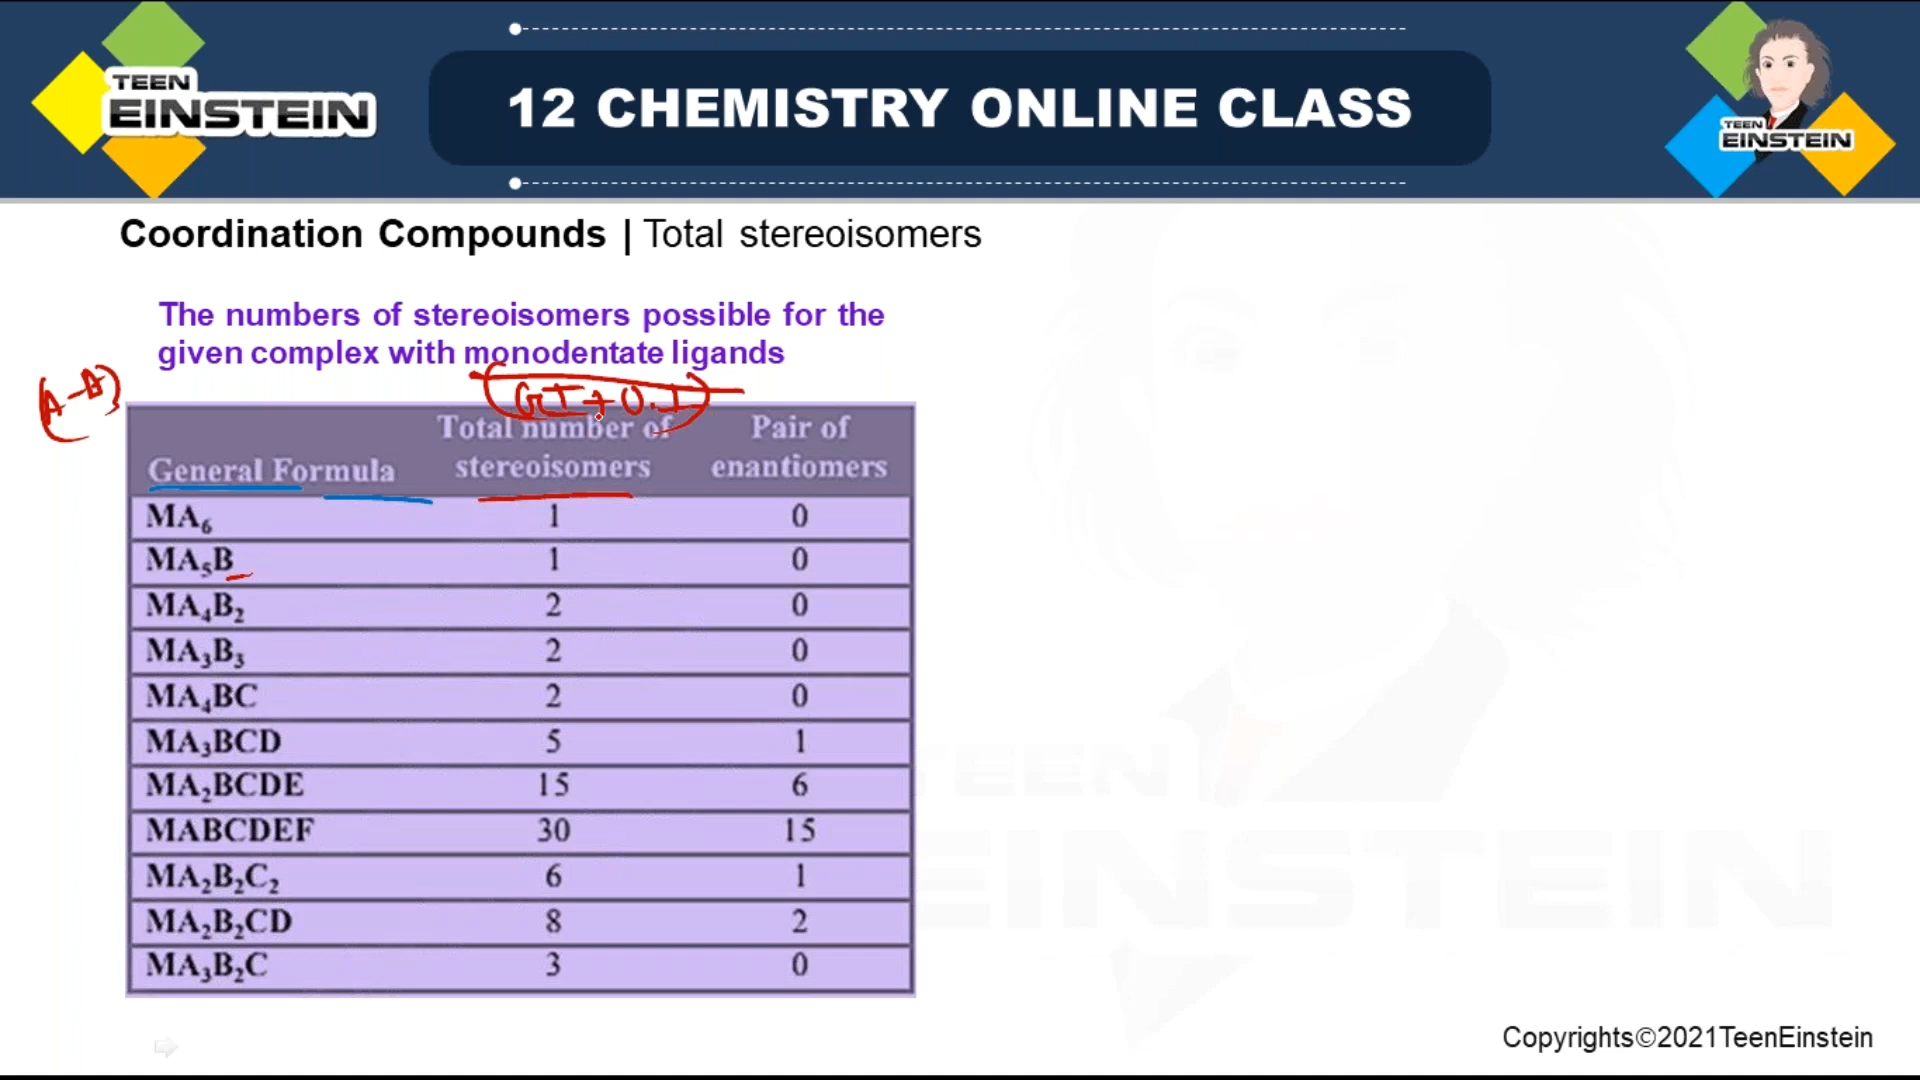 TEEN
EINSTEIN
12 CHEMISTRY ONLINE CLASS
TEEN
EINSTEIN
Coordination Compounds | Total stereoisomers
The numbers of stereoisomers possible for the
given complex with monodentate ligands
(A-A)
(GI + O.I)
General Formula Total number of stereoisomers Pair of enantiomers
MA₆ 1 0
MA₅B 1 0
MA₄B₂ 2 0
MA₃B₃ 2 0
MA₄BC 2 0
MA₃BCD 5 1
MA₂BCDE 15 6
MABCDEF 30 15
MA₂B₂C₂ 6 1
MA₂B₂CD 8 2
MA₃B₂C 3 0
TEEN
EINSTEIN
Copyrights©2021TeenEinstein